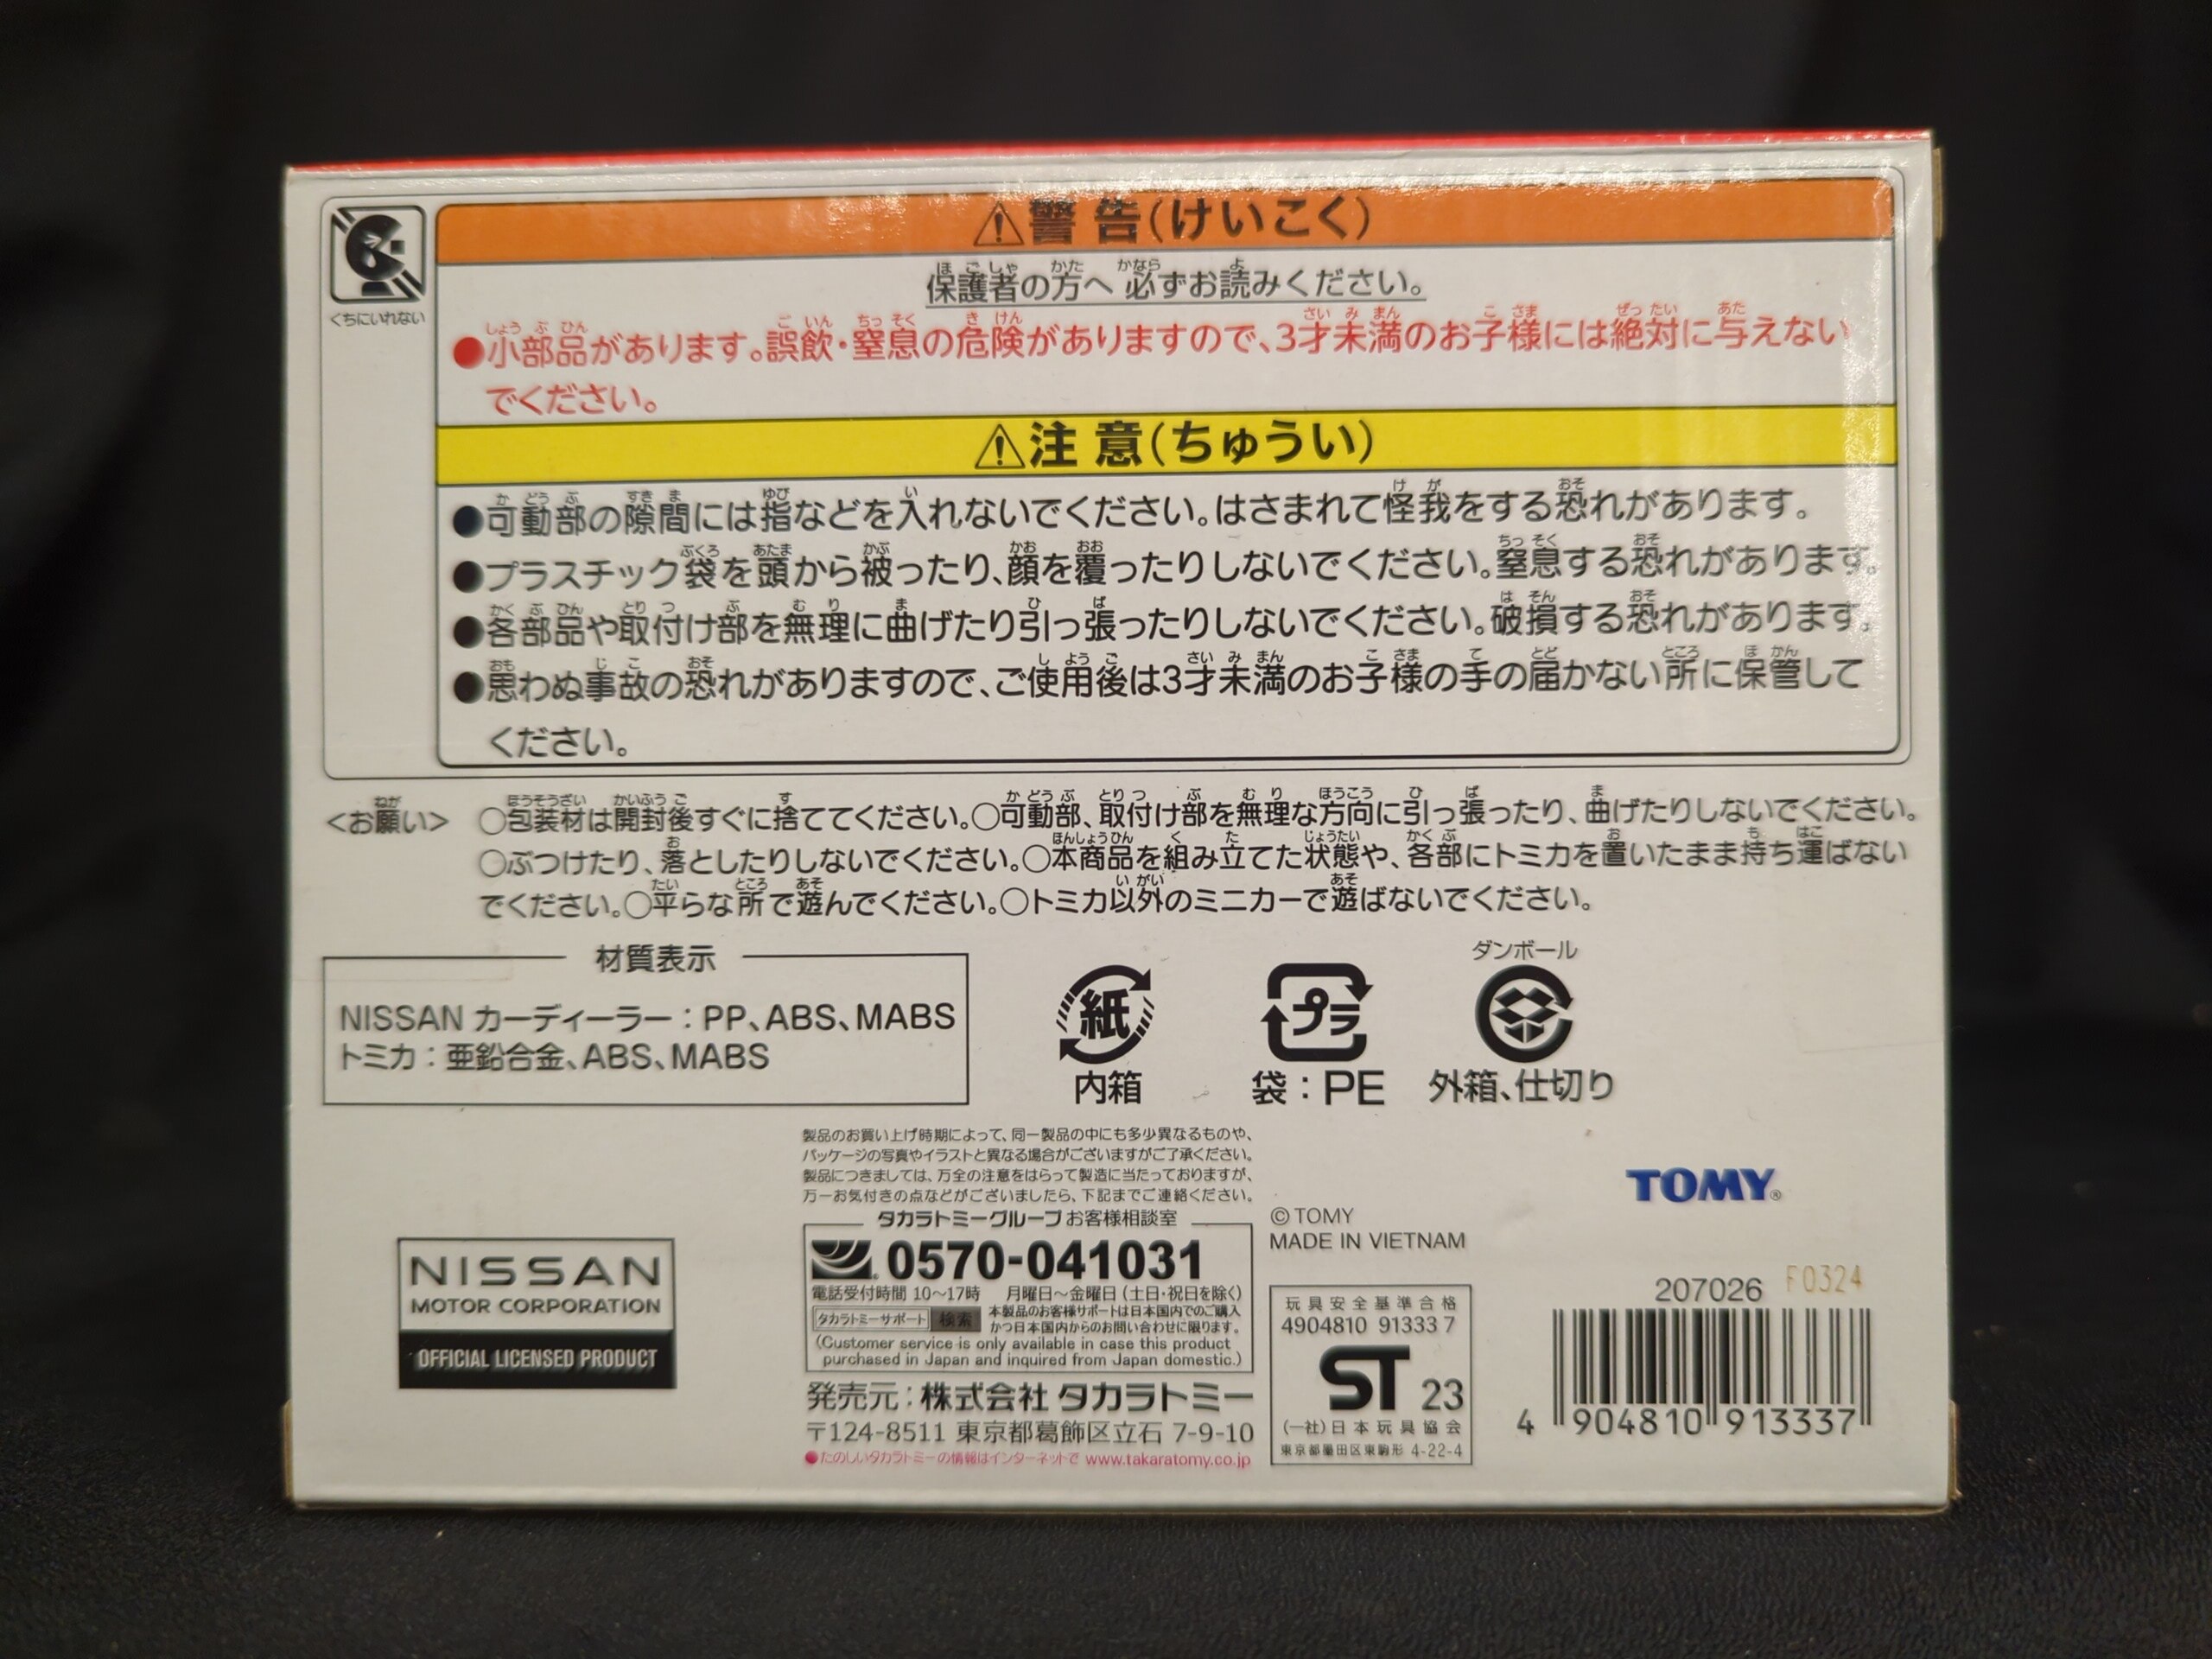 ⚠警告(けいこく)
くちにいれない
保護者の方へ 必ずお読みください。
●小部品があります。誤飲・窒息の危険がありますので、3才未満のお子様には絶対に与えない
でください。
⚠注意(ちゅうい)
●可動部の隙間には指などを入れないでください。はさまれて怪我をする恐れがあります。
●プラスチック袋を頭から被ったり、顔を覆ったりしないでください。窒息する恐れがあります。
●各部品や取付け部を無理に曲げたり引っ張ったりしないでください。破損する恐れがあります。
●思わぬ事故の恐れがありますので、ご使用後は3才未満のお子様の手の届かない所に保管して
ください。
<お願い> ○包装材は開封後すぐに捨ててください。○可動部、取付け部を無理な方向に引っ張ったり、曲げたりしないでください。
○ぶつけたり、落としたりしないでください。○本商品を組み立てた状態や、各部にトミカを置いたまま持ち運ばない
でください。○平らな所で遊んでください。○トミカ以外のミニカーで遊ばないでください。
材質表示
NISSAN カーディーラー:PP、ABS、MABS
トミカ:亜鉛合金、ABS、MABS
紙
内箱
プラ
袋:PE
ダンボール
外箱、仕切り
製品のお買い上げ時期によって、同一製品の中にも多少異なるものや、
パッケージの写真やイラストと異なる場合がございますがご了承ください。
製品につきましては、万全の注意をはらって製造に当たっておりますが、
万一お気付きの点などがございましたら、下記までご連絡ください。
タカラトミーグループお客様相談室
0570-041031
電話受付時間 10～17時 月曜日～金曜日(土日・祝日を除く)
タカラトミーサポート 検索
本製品のお客様サポートは日本国内でのご購入
かつ日本国内からのお問い合わせに限ります。
(Customer service is only available in case this product
purchased in Japan and inquired from Japan domestic.)
発売元:株式会社 タカラトミー
〒124-8511 東京都葛飾区立石 7-9-10
●たのしいタカラトミーの情報はインターネットで www.takaratomy.co.jp
NISSAN
MOTOR CORPORATION
OFFICIAL LICENSED PRODUCT
© TOMY
MADE IN VIETNAM
玩具安全基準合格
4904810 91333 7
ST 23
(一社)日本玩具協会
東京都墨田区東駒形 4-22-4
TOMY®
207026 F0324
4 904810 913337